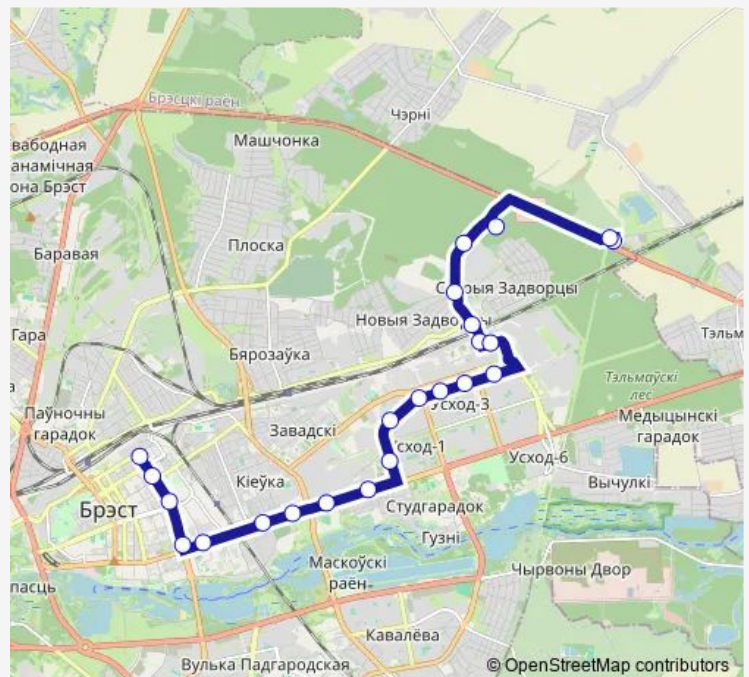 Брэсцкі раён
Чэрні
вабодная
анамічная
она Брэст
Машчонка
Баравая
Плоска
Старыя Задворцы
Гара
Новыя Задворцы
Тэльм
Бярозаўка
Тэльмаўскі
лес
Паўночны
гарадок
Усход-3
Медыцынскі
гарадок
Завадскі
Усход-1
Усход-6
Кіеўка
Вычулкі
Брэст
Студгарадок
Гузні
Маскоўскі
раён
Чырвоны Двор
пасць
Кавалёва
Вулька Падгародская
© OpenStreetMap contributors